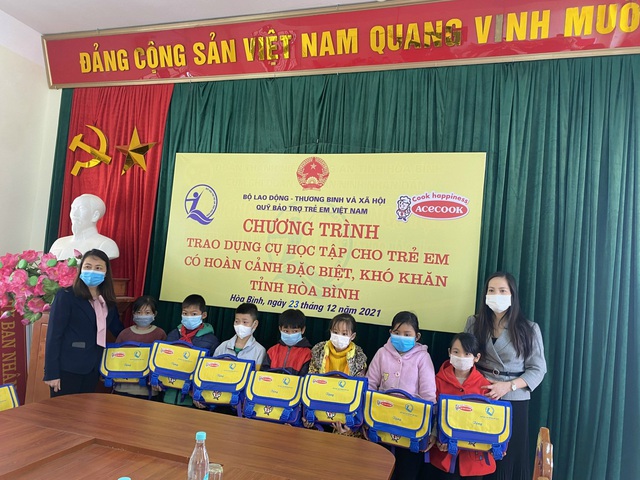 ĐẢNG CỘNG SẢN VIỆT NAM QUANG VINH MUÔ
BỘ LAO ĐỘNG - THƯƠNG BINH VÀ XÃ HỘI
QUỸ BẢO TRỢ TRẺ EM VIỆT NAM
Cook happiness
ACECOOK
CHƯƠNG TRÌNH
TRAO DỤNG CỤ HỌC TẬP CHO TRẺ EM
CÓ HOÀN CẢNH ĐẶC BIỆT, KHÓ KHĂN
TỈNH HÒA BÌNH
Hòa Bình, ngày 23 tháng 12 năm 2021
BAN NHÂN